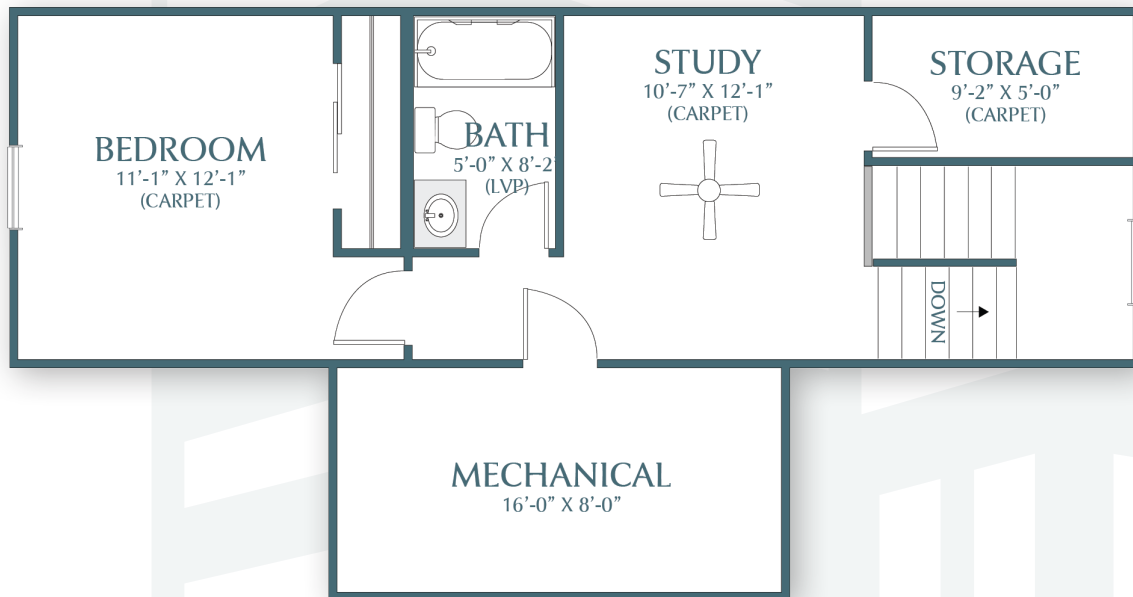 BEDROOM
11’-1” X 12’-1”
(CARPET)
BATH
5’-0” X 8’-2
(LVP)
STUDY
10’-7” X 12’-1”
(CARPET)
STORAGE
9’-2” X 5’-0”
(CARPET)
DOWN
MECHANICAL
16’-0” X 8’-0”